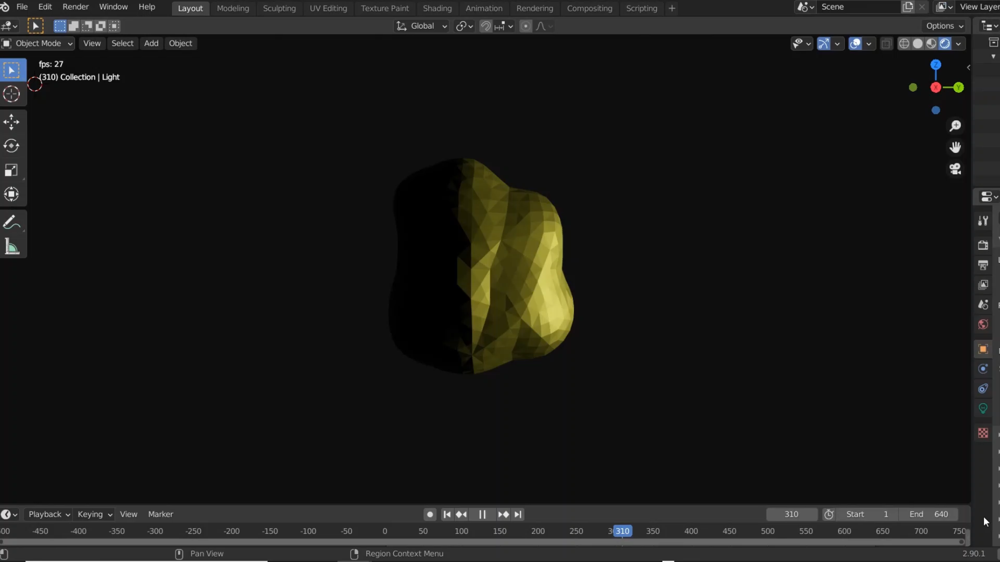 File Edit Render Window Help Layout Modeling Sculpting UV Editing Texture Paint Shading Animation Rendering Compositing Scripting + Scene View Layer
Global Options
Object Mode View Select Add Object
fps: 27
(310) Collection | Light
Z
X Y
Playback Keying View Marker 310 Start 1 End 640
-450 -400 -350 -300 -250 -200 -150 -100 -50 0 50 100 150 200 250 310 350 400 450 500 550 600 650 700 750
Pan View Region Context Menu 2.90.1